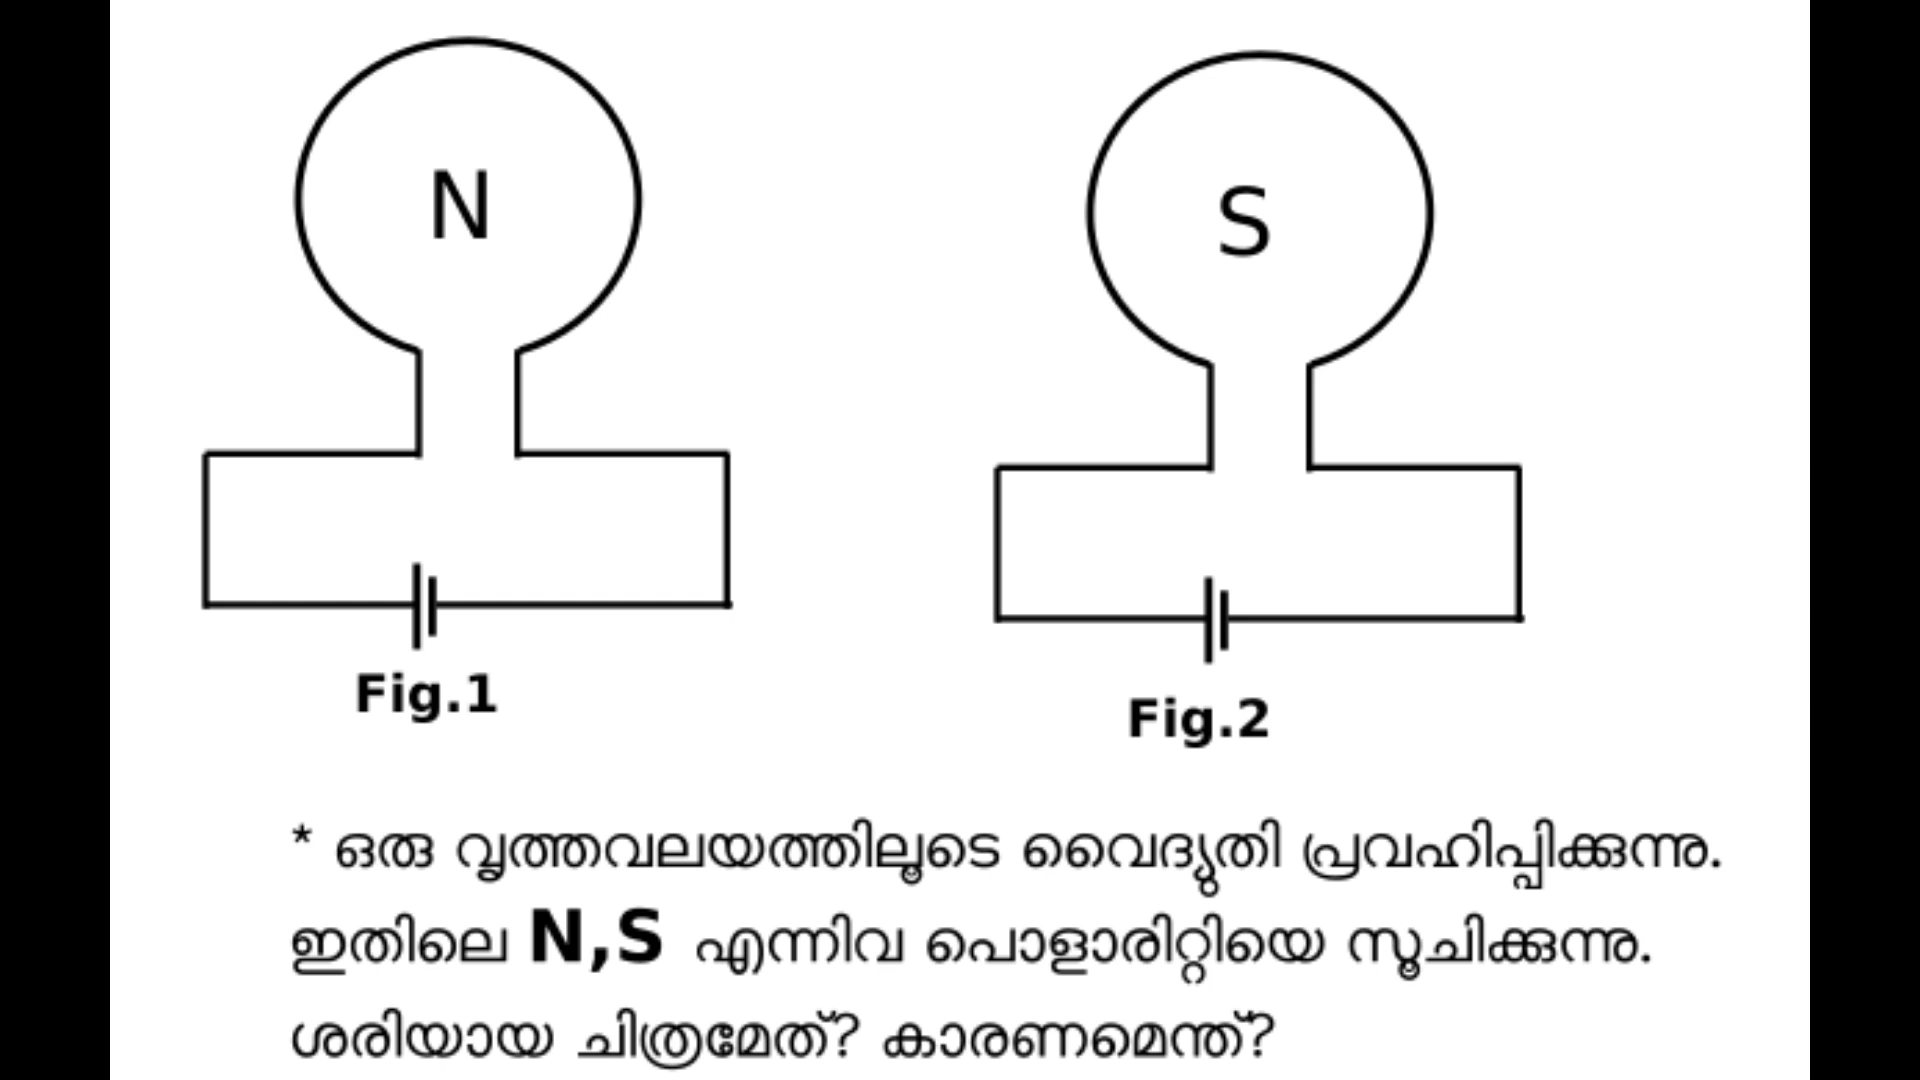 N
S
Fig.1
Fig.2
* ഒരു വൃത്തവലയത്തിലൂടെ വൈദ്യുതി പ്രവഹിപ്പിക്കുന്നു.
ഇതിലെ N,S എന്നിവ പൊളാരിറ്റിയെ സൂചിക്കുന്നു.
ശരിയായ ചിത്രമേത്? കാരണമെന്ത്?